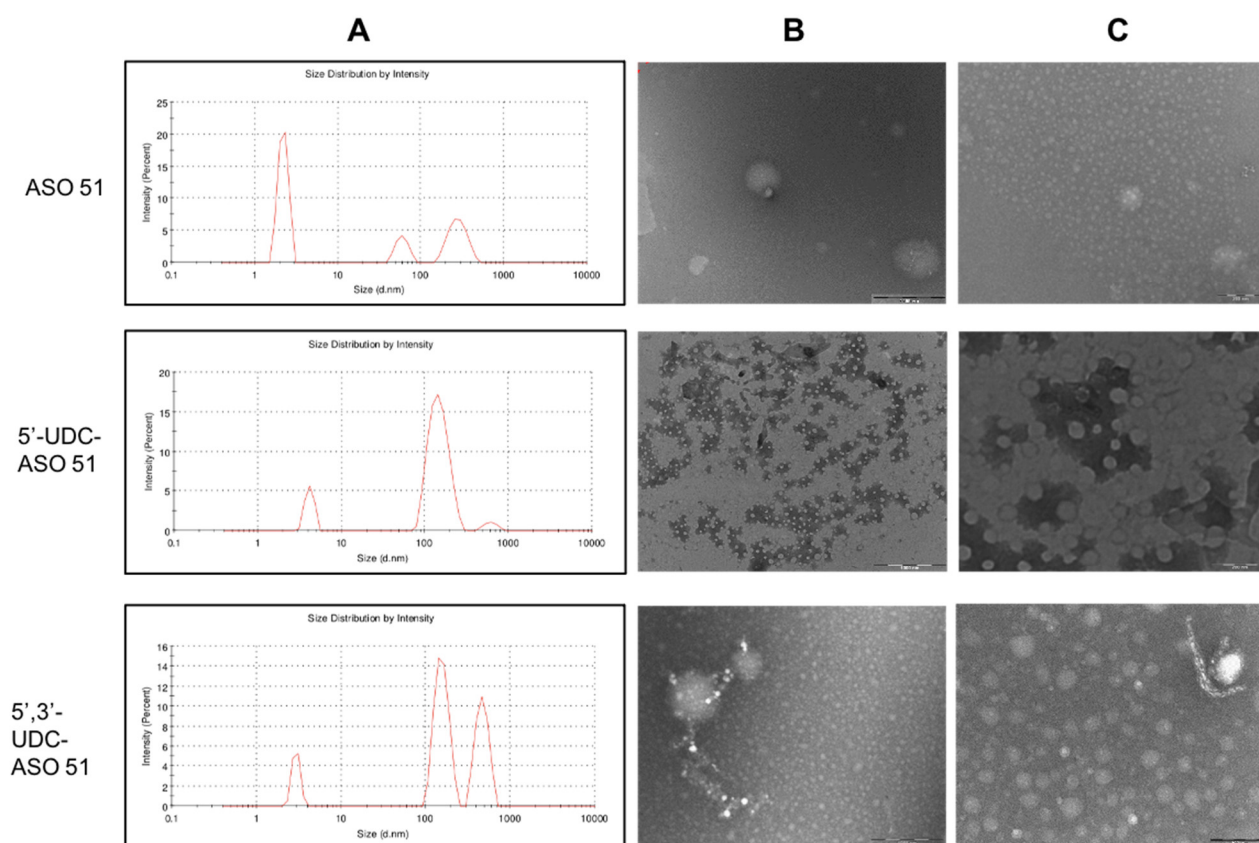 A
B
C
ASO 51
Size Distribution by Intensity
Intensity (Percent)
25
20
15
10
5
0
0.1 1 10 100 1000 10000
Size (d.nm)
5'-UDC-
ASO 51
Size Distribution by Intensity
Intensity (Percent)
20
15
10
5
0
0.1 1 10 100 1000 10000
Size (d.nm)
5',3'-
UDC-
ASO 51
Size Distribution by Intensity
Intensity (Percent)
16
14
12
10
8
6
4
2
0
0.1 1 10 100 1000 10000
Size (d.nm)